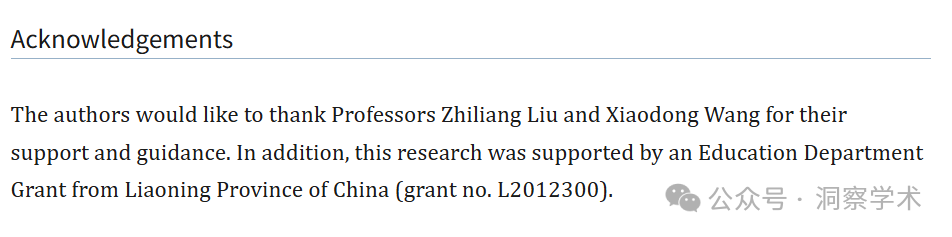 Acknowledgements
The authors would like to thank Professors Zhiliang Liu and Xiaodong Wang for their
support and guidance. In addition, this research was supported by an Education Department
Grant from Liaoning Province of China (grant no. L2012300).
公众号 · 洞察学术